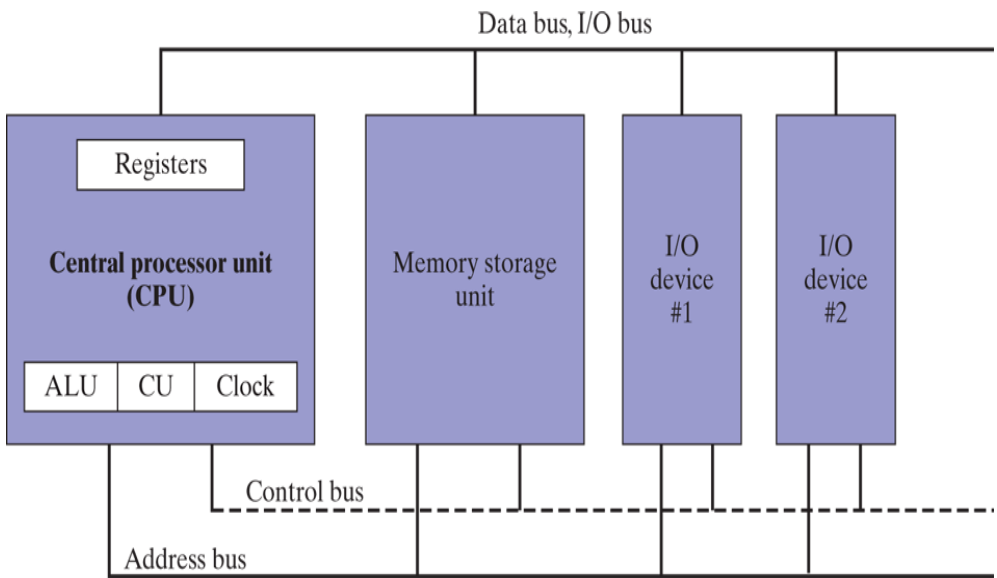 Data bus, I/O bus
Registers
Central processor unit
(CPU)
ALU
CU
Clock
Memory storage
unit
I/O
device
#1
I/O
device
#2
Control bus
Address bus